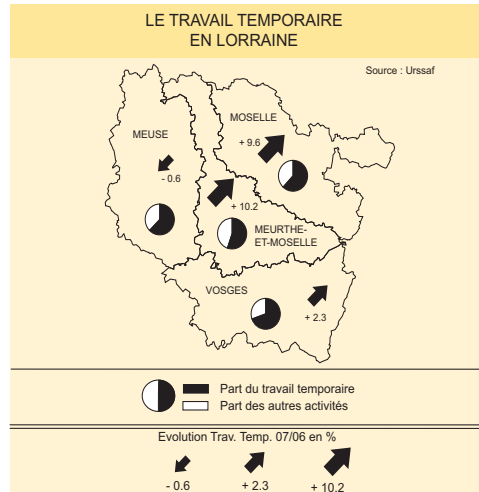 LE TRAVAIL TEMPORAIRE
EN LORRAINE
Source : Urssaf
MOSELLE
MEUSE
+ 9.6
- 0.6
+ 10.2
MEURTHE-
ET-MOSELLE
VOSGES
+ 2.3
Part du travail temporaire
Part des autres activités
Evolution Trav. Temp. 07/06 en %
- 0.6
+ 2.3
+ 10.2